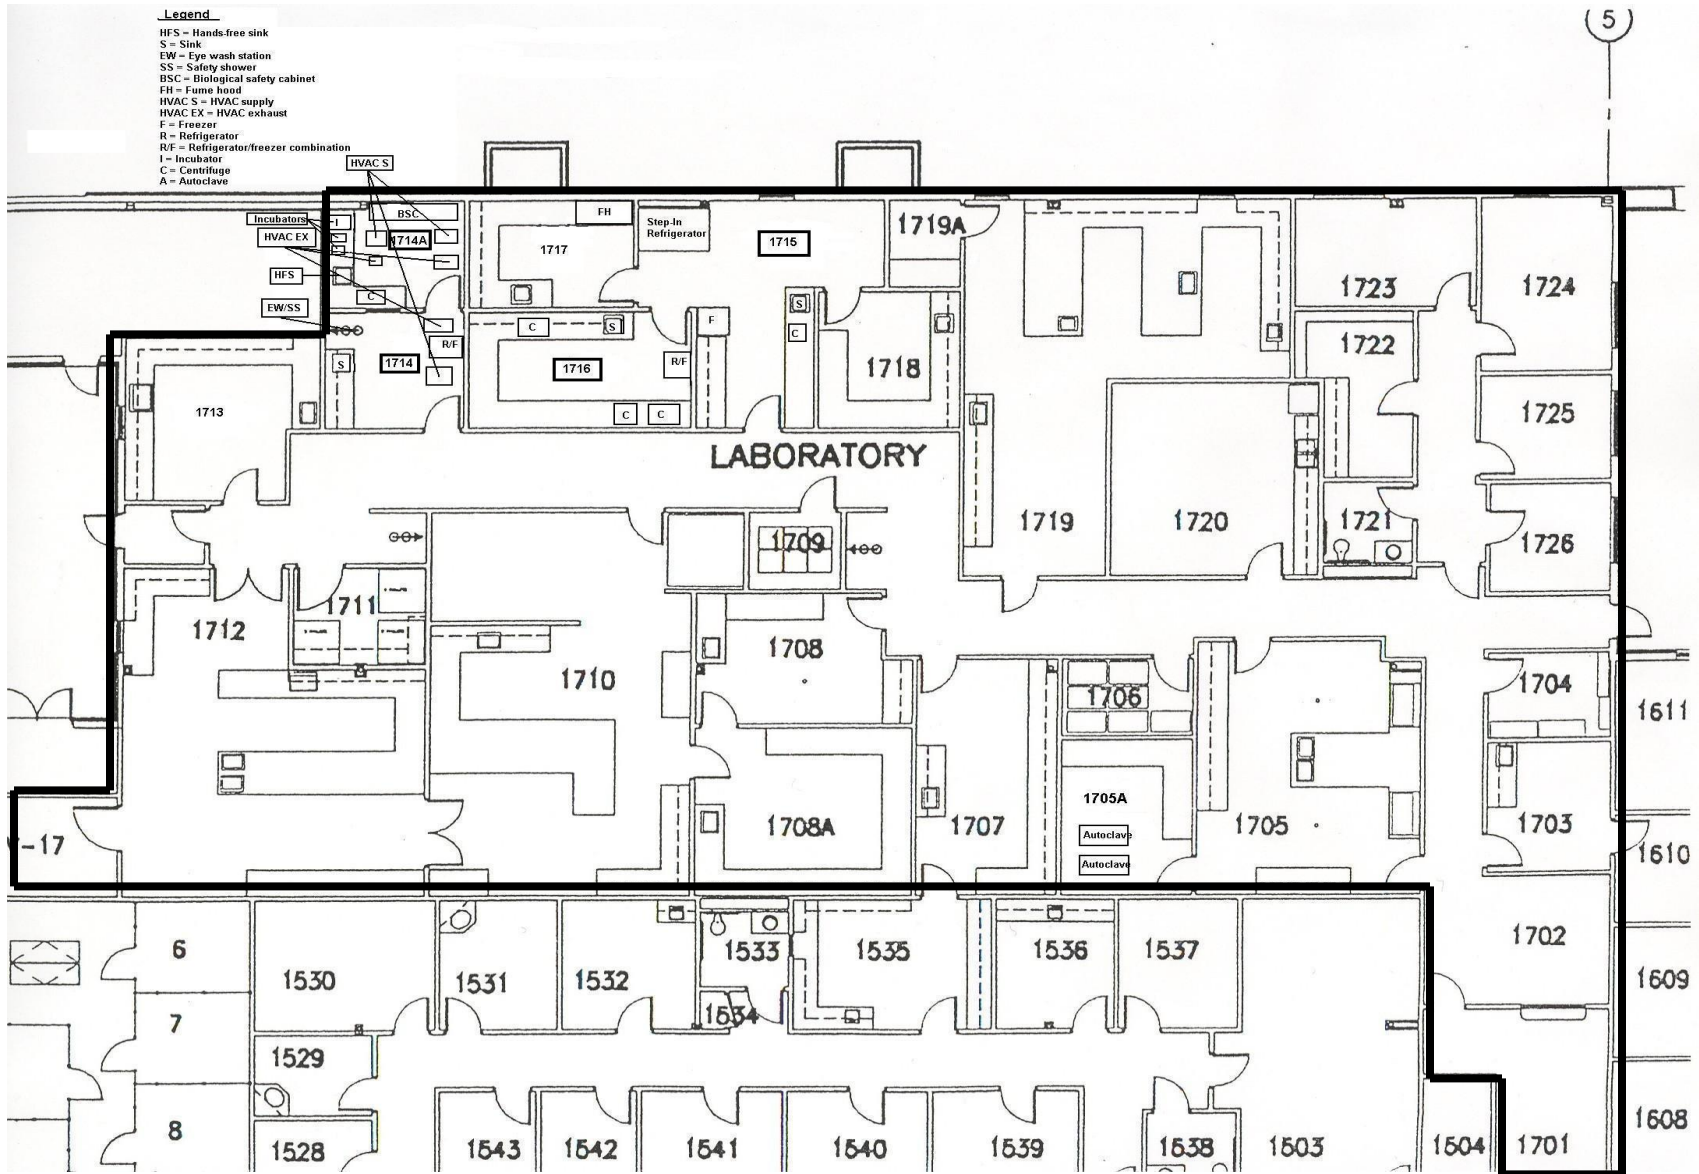 Legend
HFS = Hands-free sink
S = Sink
EW = Eye wash station
SS = Safety shower
BSC = Biological safety cabinet
FH = Fume hood
HVAC S = HVAC supply
HVAC EX = HVAC exhaust
F = Freezer
R = Refrigerator
R/F = Refrigerator/freezer combination
I = Incubator
C = Centrifuge
A = Autoclave
5
HVAC S
Incubators
I
BSC
HVAC EX
1714A
HFS
C
EW/SS
FH
1717
Step-In
Refrigerator
1715
1719A
1723
1724
R/F
S
1714
C
S
1716
R/F
C
C
F
S
C
1718
1722
1725
1713
LABORATORY
1719
1720
1721
1726
1709
1711
1712
1710
1708
1706
1704
1611
1708A
1707
1705A
Autoclave
Autoclave
1705
1703
1610
-17
6
1530
1531
1532
1533
1534
1535
1536
1537
1702
1609
7
1529
8
1528
1543
1542
1541
1540
1539
1538
1503
1504
1701
1608